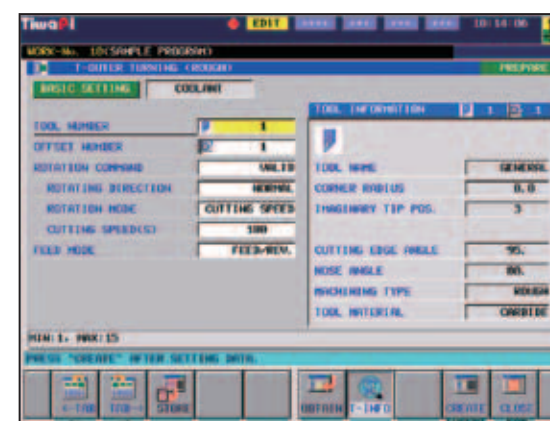 TiwaPi EDIT **** *** *** *** 10:14:06
WORK-No. 10(SAMPLE PROGRAM)
T-OUTER TURNING (ROUGH) PREPARE
BASIC SETTING COOLANT
TOOL INFORMATION 1 1
TOOL NUMBER 1
OFFSET NUMBER 1
ROTATION COMMAND VALID
TOOL NAME GENERAL
ROTATING DIRECTION NORMAL
CORNER RADIUS 0.8
ROTATION MODE CUTTING SPEED
IMAGINARY TIP POS. 3
CUTTING SPEED(S) 100
FEED MODE FEED/REV.
CUTTING EDGE ANGLE 95.
NOSE ANGLE 80.
MACHINING TYPE ROUGH
TOOL MATERIAL CARBIDE
MIN: 1, MAX: 15
PRESS "CREATE" AFTER SETTING DATA.
<-TAB TAB-> STORE OBTAIN T-INFO CREATE CLOSE